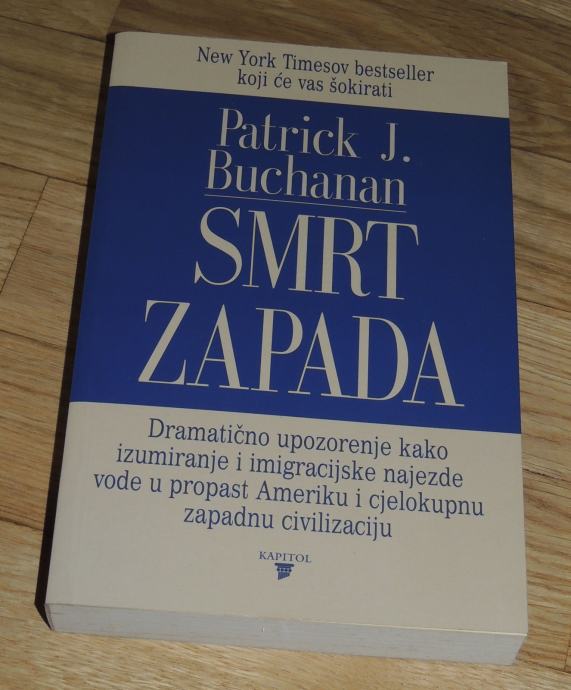 New York Timesov bestseller
koji će vas šokirati
Patrick J.
Buchanan
SMRT
ZAPADA
Dramatično upozorenje kako
izumiranje i imigracijske najezde
vode u propast Ameriku i cjelokupnu
zapadnu civilizaciju
KAPITOL